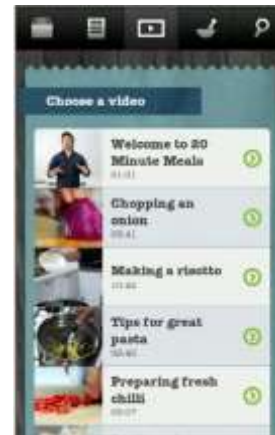 Choose a video
Welcome to 20
Minute Meals
Chopping an
onion
Making a risotto
Tips for great
pasta
Preparing fresh
chilli